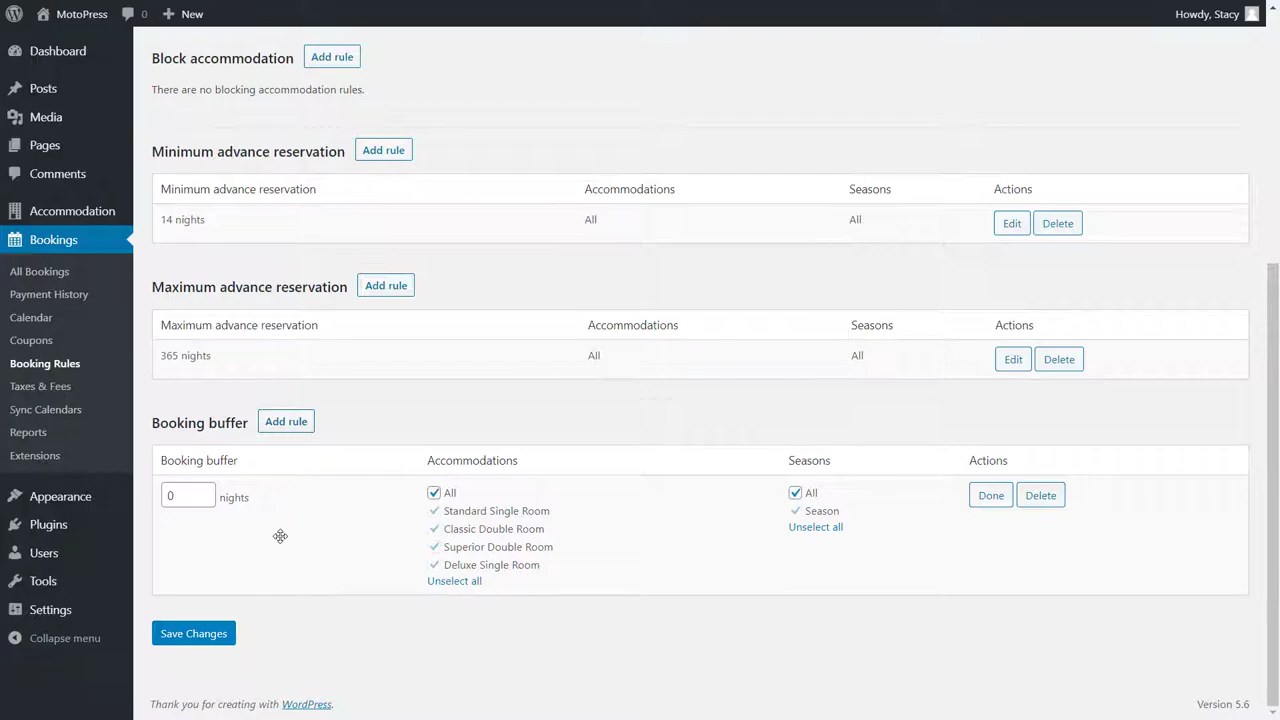 MotoPress 0 New Howdy, Stacy
Dashboard
Posts
Media
Pages
Comments
Accommodation
Bookings
All Bookings
Payment History
Calendar
Coupons
Booking Rules
Taxes & Fees
Sync Calendars
Reports
Extensions
Appearance
Plugins
Users
Tools
Settings
Collapse menu
Block accommodation Add rule
There are no blocking accommodation rules.
Minimum advance reservation Add rule
Minimum advance reservation Accommodations Seasons Actions
14 nights All All Edit Delete
Maximum advance reservation Add rule
Maximum advance reservation Accommodations Seasons Actions
365 nights All All Edit Delete
Booking buffer Add rule
Booking buffer Accommodations Seasons Actions
0 nights All All Done Delete
Standard Single Room Season
Classic Double Room Unselect all
Superior Double Room
Deluxe Single Room
Unselect all
Save Changes
Thank you for creating with WordPress. Version 5.6